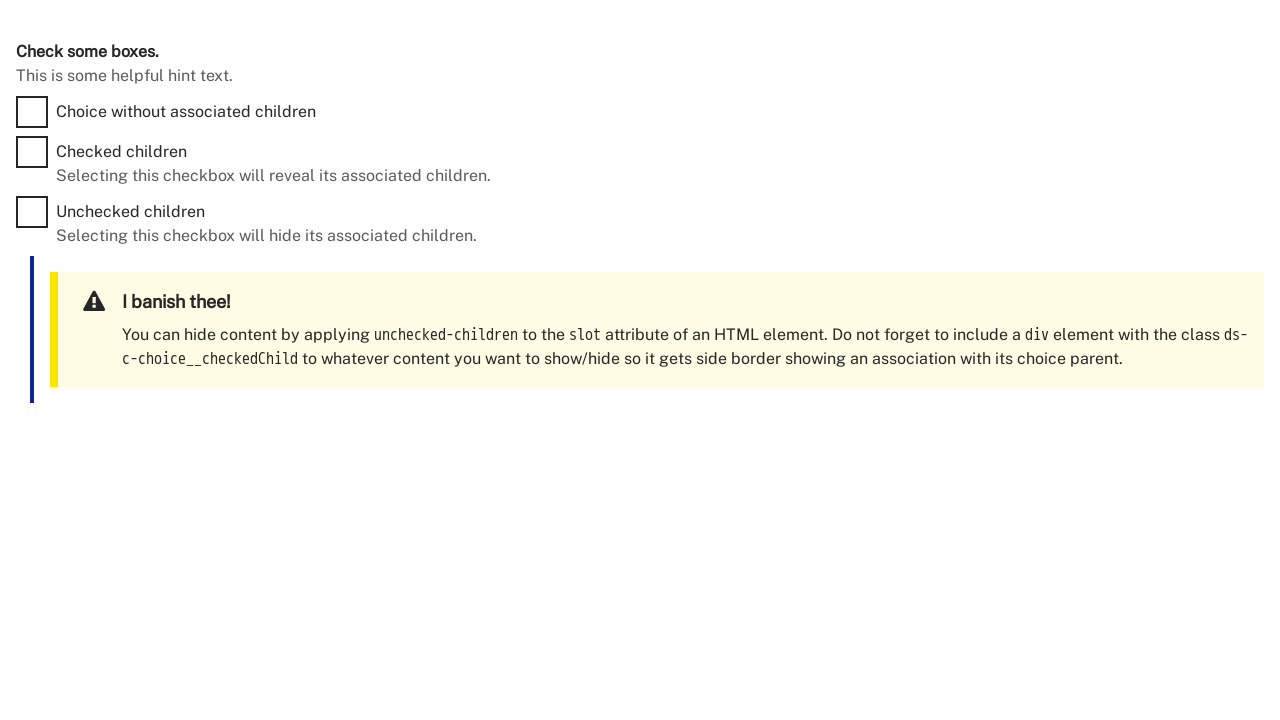 Check some boxes.
This is some helpful hint text.
Choice without associated children
Checked children
Selecting this checkbox will reveal its associated children.
Unchecked children
Selecting this checkbox will hide its associated children.
I banish thee!
You can hide content by applying unchecked-children to the slot attribute of an HTML element. Do not forget to include a div element with the class ds-
c-choice__checkedChild to whatever content you want to show/hide so it gets side border showing an association with its choice parent.